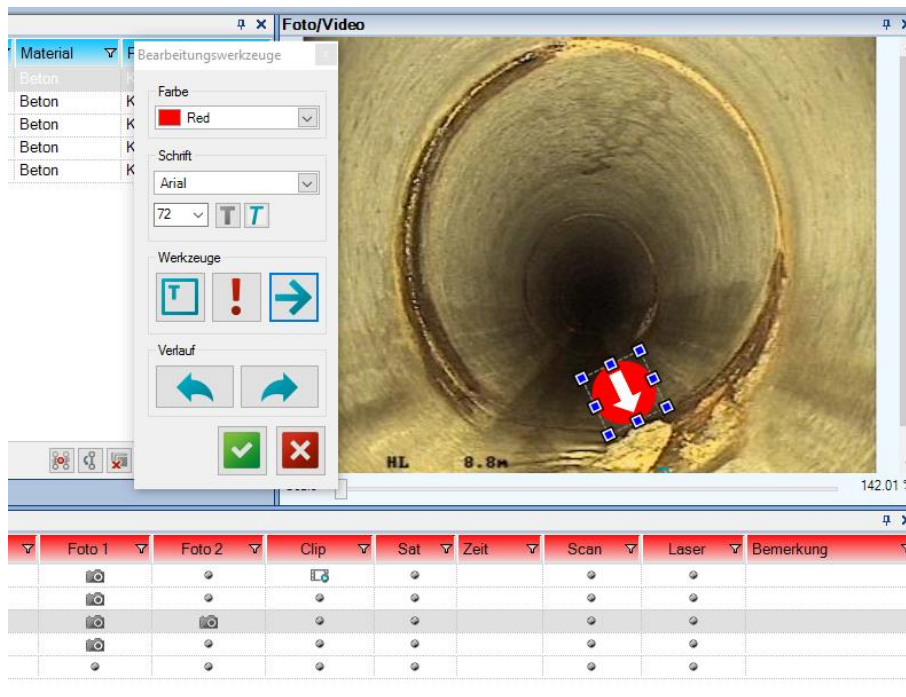 Foto/Video
Material
F
Bearbeitungswerkzeuge
Beton
K
Beton
K
Beton
K
Beton
K
Beton
K
Farbe
Red
Schrift
Arial
72
T
T
Werkzeuge
T
!
Verlauf
HL 8.8m
142.01
Foto 1
Foto 2
Clip
Sat
Zeit
Scan
Laser
Bemerkung